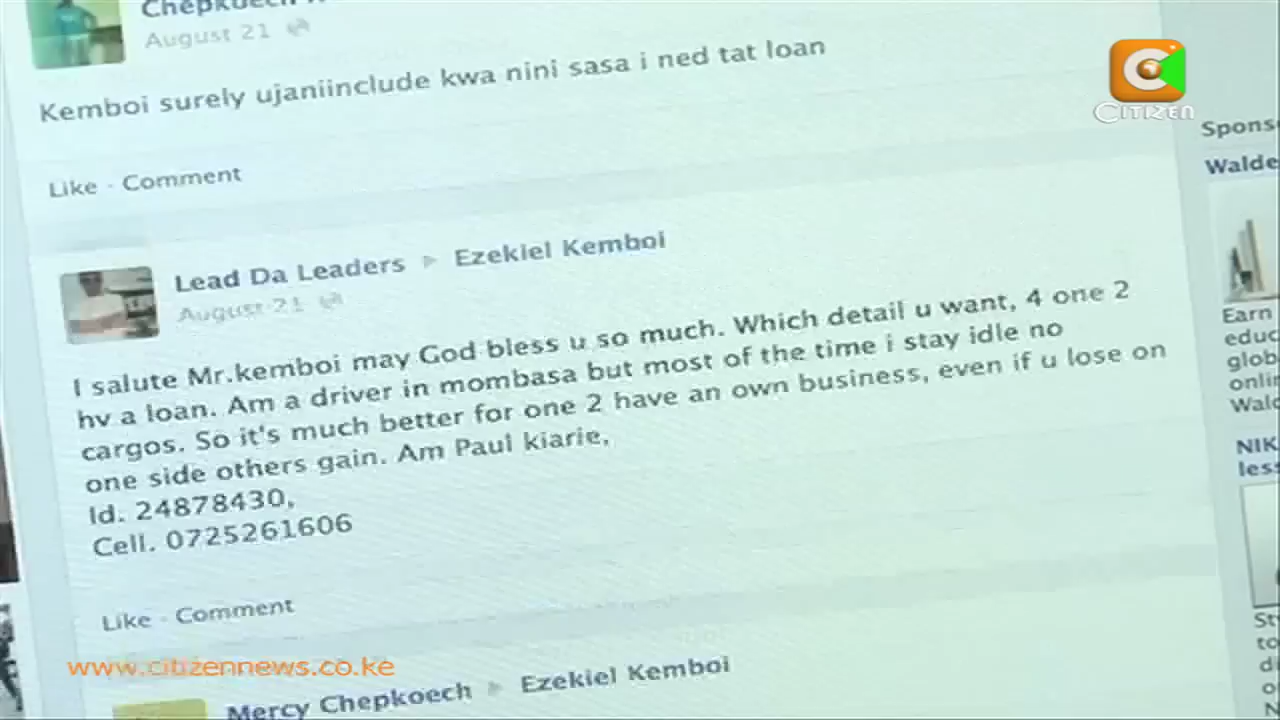 Chepkoech
August 21
Kemboi surely ujaniinclude kwa nini sasa i ned tat loan
Like · Comment
Lead Da Leaders ▸ Ezekiel Kemboi
August 21
I salute Mr.kemboi may God bless u so much. Which detail u want, 4 one 2
hv a loan. Am a driver in mombasa but most of the time i stay idle no
cargos. So it's much better for one 2 have an own business, even if u lose on
one side others gain. Am Paul kiarie,
Id. 24878430,
Cell. 0725261606
Like · Comment
Mercy Chepkoech ▸ Ezekiel Kemboi
CITIZEN
Spons
Walde
Earn
educ
glob
onlin
Wald
NIK
less
St
to
di
o
N
www.citizennews.co.ke